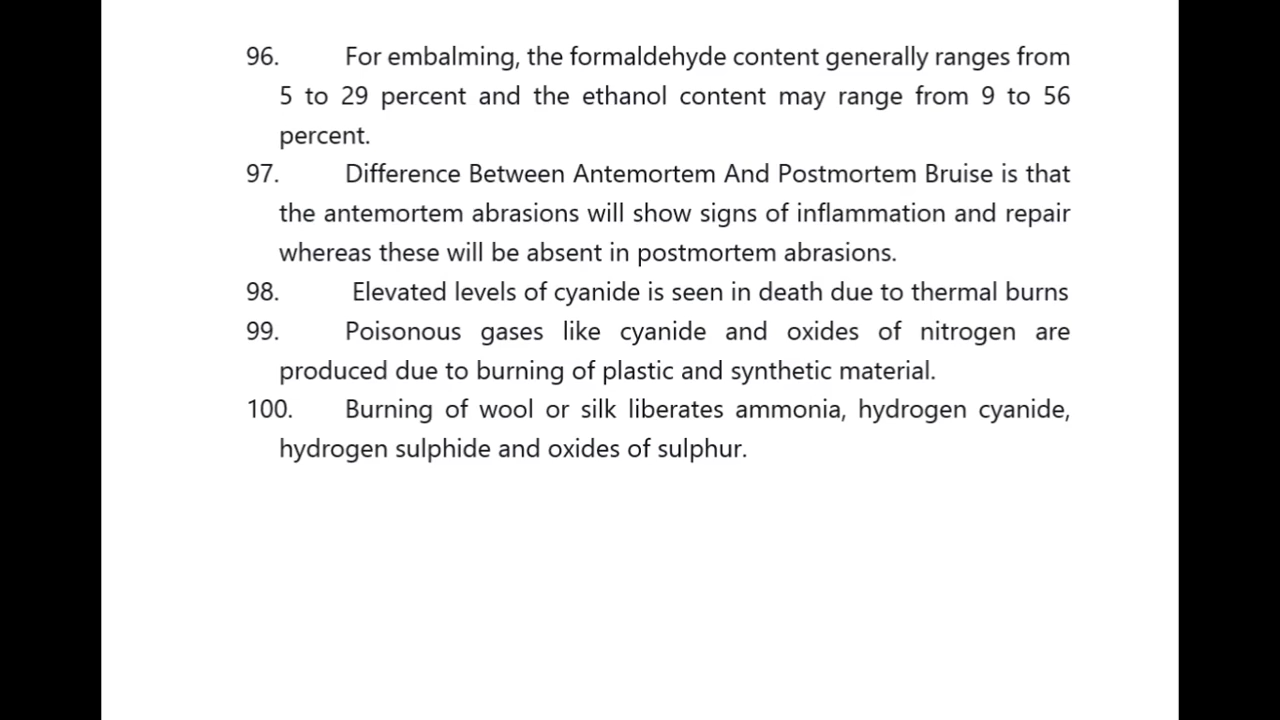 96. For embalming, the formaldehyde content generally ranges from
5 to 29 percent and the ethanol content may range from 9 to 56
percent.
97. Difference Between Antemortem And Postmortem Bruise is that
the antemortem abrasions will show signs of inflammation and repair
whereas these will be absent in postmortem abrasions.
98. Elevated levels of cyanide is seen in death due to thermal burns
99. Poisonous gases like cyanide and oxides of nitrogen are
produced due to burning of plastic and synthetic material.
100. Burning of wool or silk liberates ammonia, hydrogen cyanide,
hydrogen sulphide and oxides of sulphur.